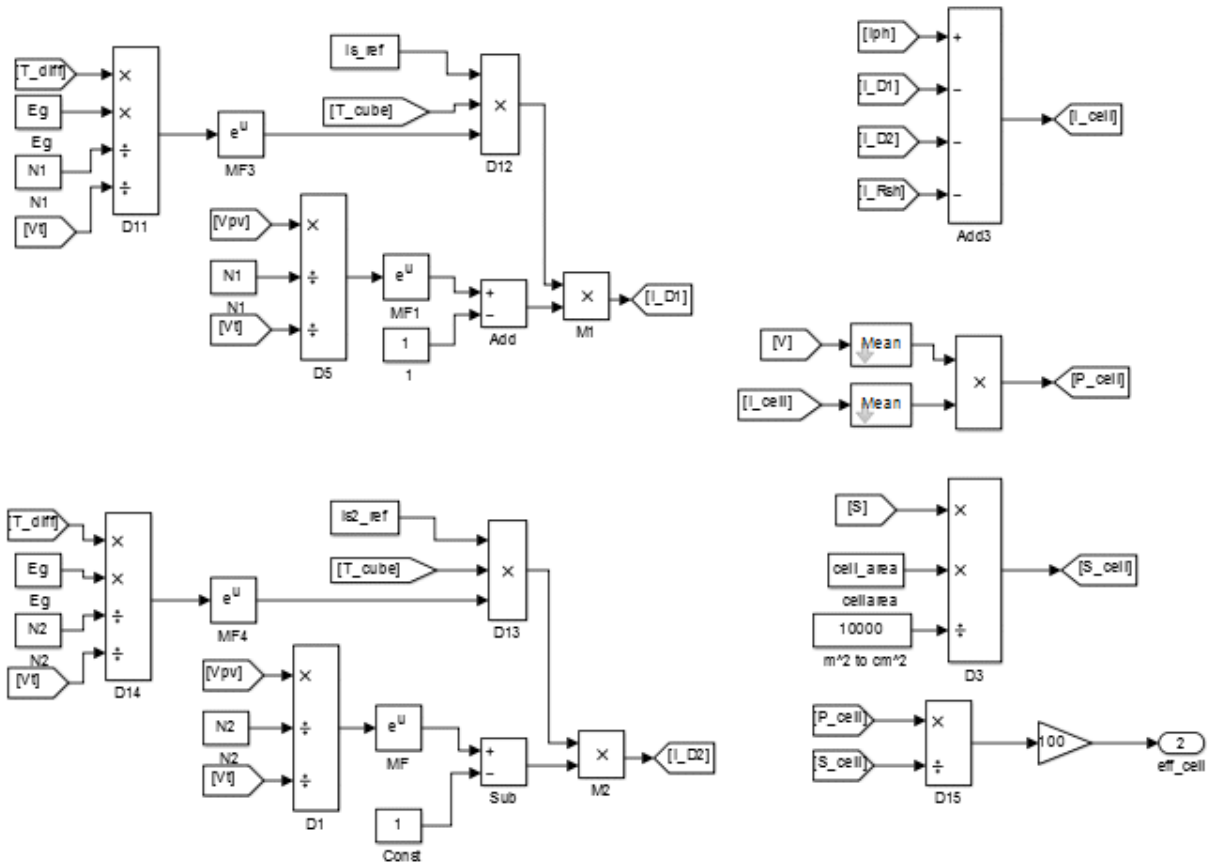 [T_diff]
×
Eg
×
Eg
÷
N1
N1
÷
[Vt]
D11
e^u
MF3
Is_ref
[T_cube]
×
D12
[Vpv]
×
N1
÷
N1
[Vt]
÷
D5
e^u
MF1
1
1
+
−
Add
×
M1
[I_D1]
[Iph]
+
[I_D1]
−
[I_D2]
−
[I_Rsh]
−
Add3
[I_cell]
[V]
Mean
[I_cell]
Mean
×
[P_cell]
[T_diff]
×
Eg
×
Eg
÷
N2
N2
÷
[Vt]
D14
e^u
MF4
Is2_ref
[T_cube]
×
D13
[Vpv]
×
N2
÷
N2
[Vt]
÷
D1
e^u
MF
1
Const
+
−
Sub
×
M2
[I_D2]
[S]
×
cell_area
×
cellarea
10000
÷
m^2 to cm^2
D3
[S_cell]
[P_cell]
×
[S_cell]
÷
D15
100
2
eff_cell